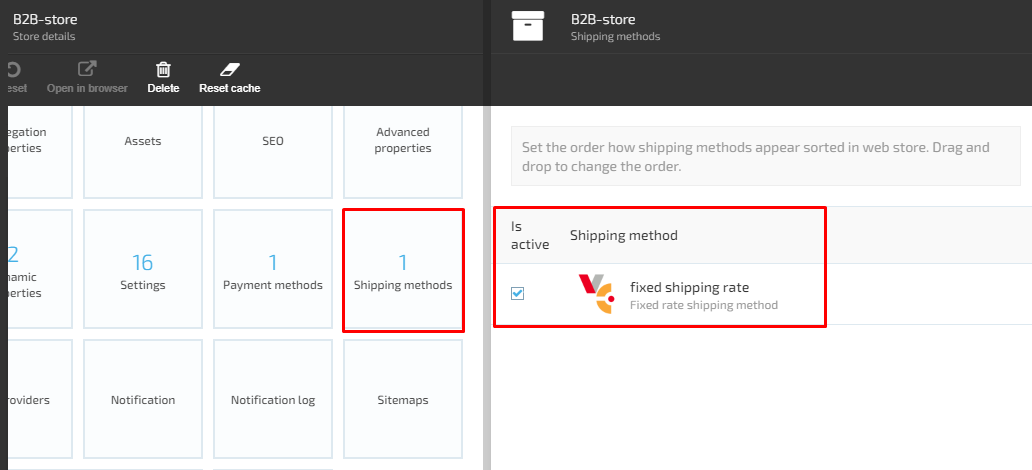 B2B-store
Store details
eset
Open in browser
Delete
Reset cache
egation
erties
Assets
SEO
Advanced
properties
2
namic
operties
16
Settings
1
Payment methods
1
Shipping methods
roviders
Notification
Notification log
Sitemaps
B2B-store
Shipping methods
Set the order how shipping methods appear sorted in web store. Drag and
drop to change the order.
Is
active
Shipping method
fixed shipping rate
Fixed rate shipping method